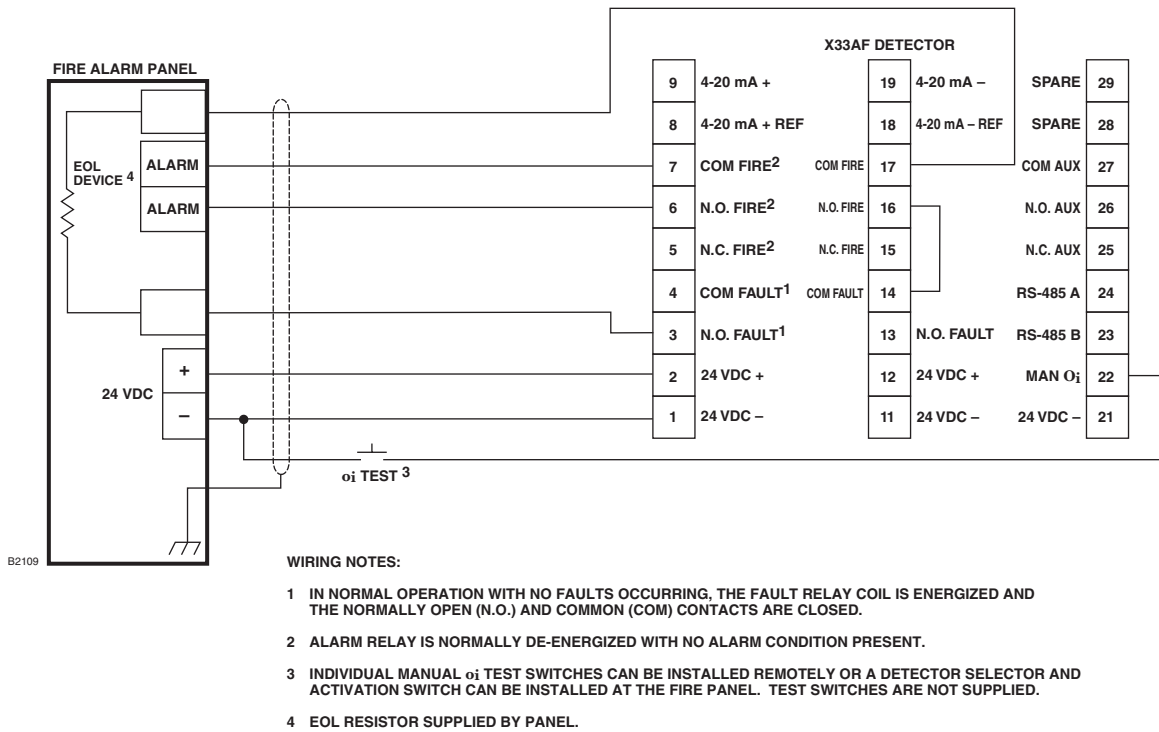 X33AF DETECTOR
FIRE ALARM PANEL
EOL
DEVICE 4
ALARM
ALARM
24 VDC
+
−
oi TEST 3
9 4-20 mA +
8 4-20 mA + REF
7 COM FIRE2
6 N.O. FIRE2
5 N.C. FIRE2
4 COM FAULT1
3 N.O. FAULT1
2 24 VDC +
1 24 VDC −
19 4-20 mA −
18 4-20 mA − REF
COM FIRE 17
N.O. FIRE 16
N.C. FIRE 15
COM FAULT 14
13 N.O. FAULT
12 24 VDC +
11 24 VDC −
SPARE 29
SPARE 28
COM AUX 27
N.O. AUX 26
N.C. AUX 25
RS-485 A 24
RS-485 B 23
MAN Oi 22
24 VDC − 21
B2109
WIRING NOTES:
1 IN NORMAL OPERATION WITH NO FAULTS OCCURRING, THE FAULT RELAY COIL IS ENERGIZED AND
THE NORMALLY OPEN (N.O.) AND COMMON (COM) CONTACTS ARE CLOSED.
2 ALARM RELAY IS NORMALLY DE-ENERGIZED WITH NO ALARM CONDITION PRESENT.
3 INDIVIDUAL MANUAL oi TEST SWITCHES CAN BE INSTALLED REMOTELY OR A DETECTOR SELECTOR AND
ACTIVATION SWITCH CAN BE INSTALLED AT THE FIRE PANEL. TEST SWITCHES ARE NOT SUPPLIED.
4 EOL RESISTOR SUPPLIED BY PANEL.